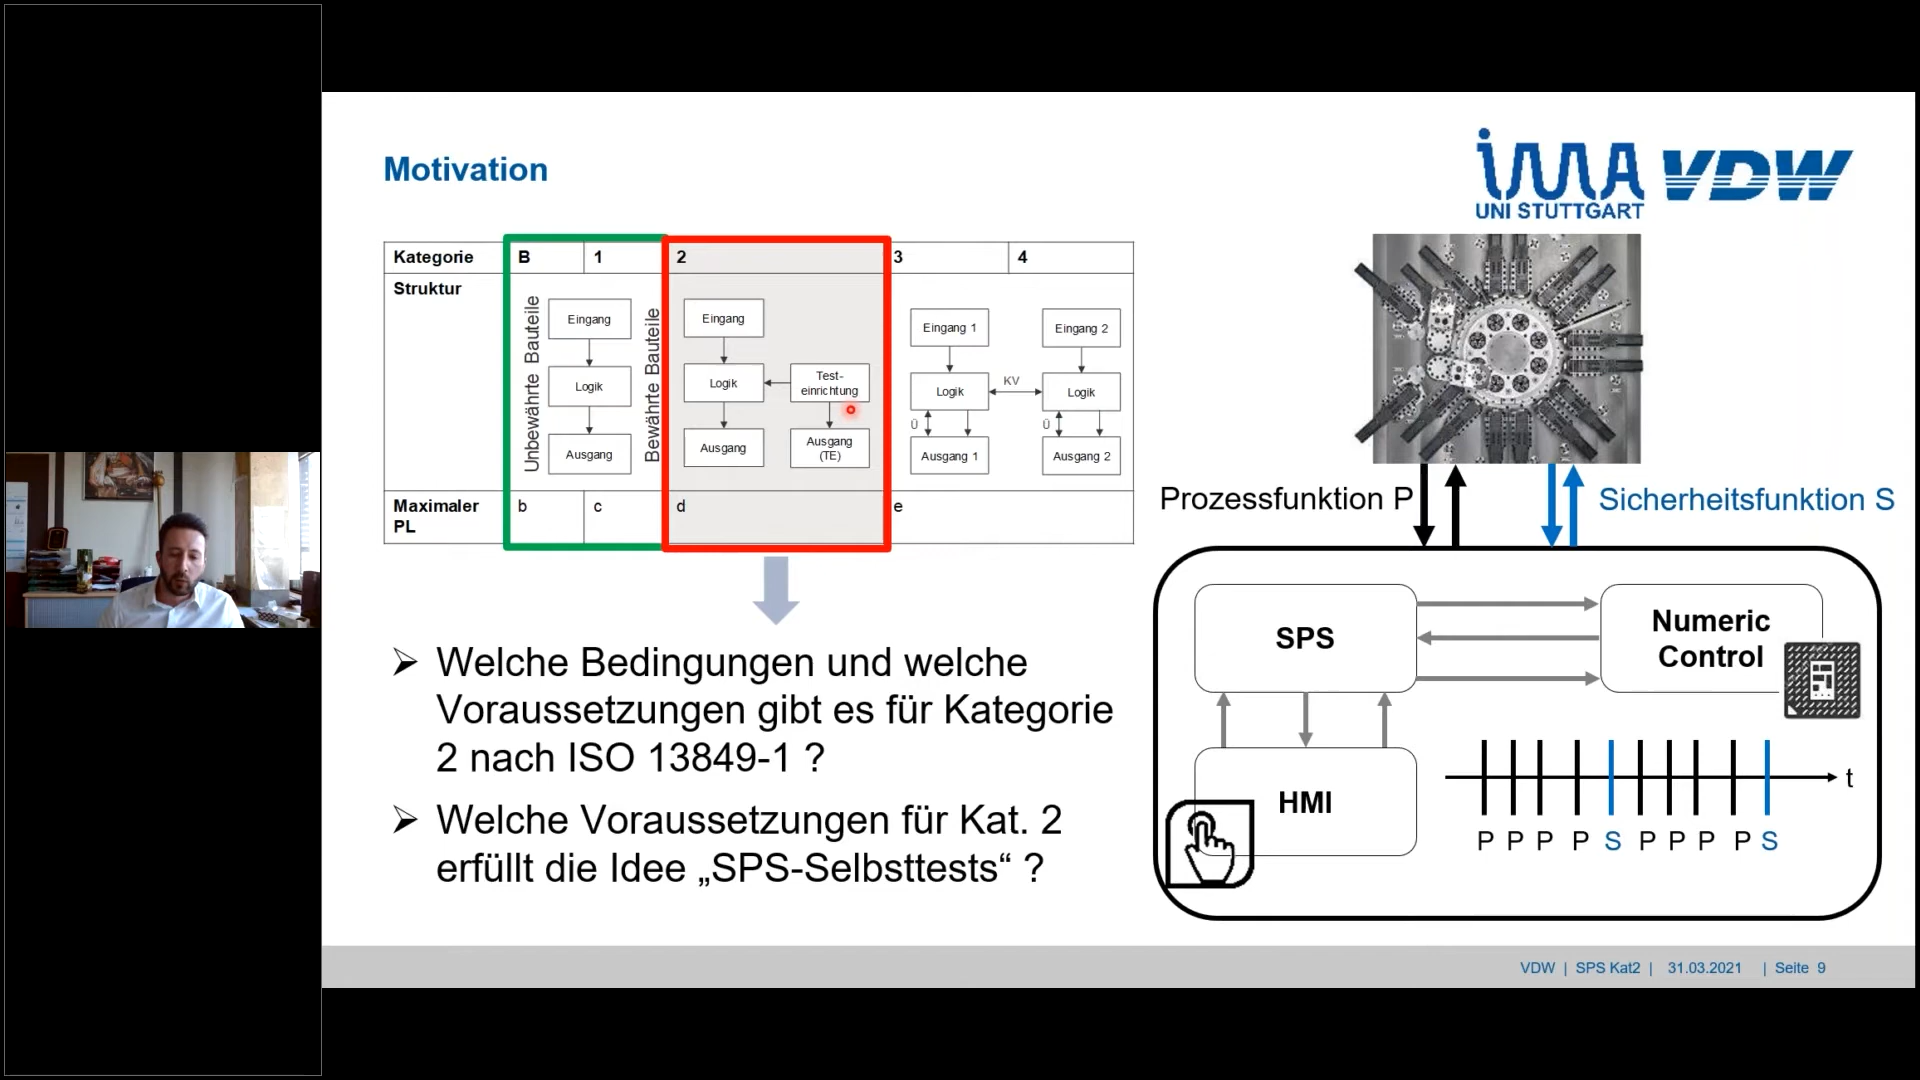 Motivation
ima VDW
UNI STUTTGART
Kategorie B 1 2 3 4
Struktur
Unbewährte Bauteile
Eingang
Logik
Ausgang
Bewährte Bauteile
Eingang
Logik
Test-
einrichtung
Ausgang
Ausgang
(TE)
Eingang 1
Logik
Ü
Ausgang 1
KV
Eingang 2
Logik
Ü
Ausgang 2
Maximaler
PL
b c d e
Prozessfunktion P
Sicherheitsfunktion S
Welche Bedingungen und welche
Voraussetzungen gibt es für Kategorie
2 nach ISO 13849-1 ?
Welche Voraussetzungen für Kat. 2
erfüllt die Idee „SPS-Selbsttests“ ?
SPS
Numeric
Control
HMI
t
P P P P S P P P P S
VDW | SPS Kat2 | 31.03.2021 | Seite 9